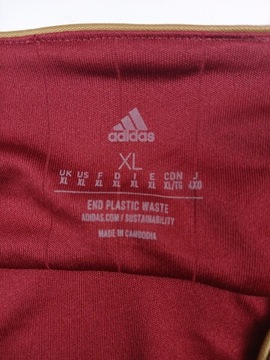 adidas
XL
UK US F D I E CDN J
XL XL XL XL XL XL XL/TG 4XO
END PLASTIC WASTE
ADIDAS.COM / SUSTAINABILITY
MADE IN CAMBODIA